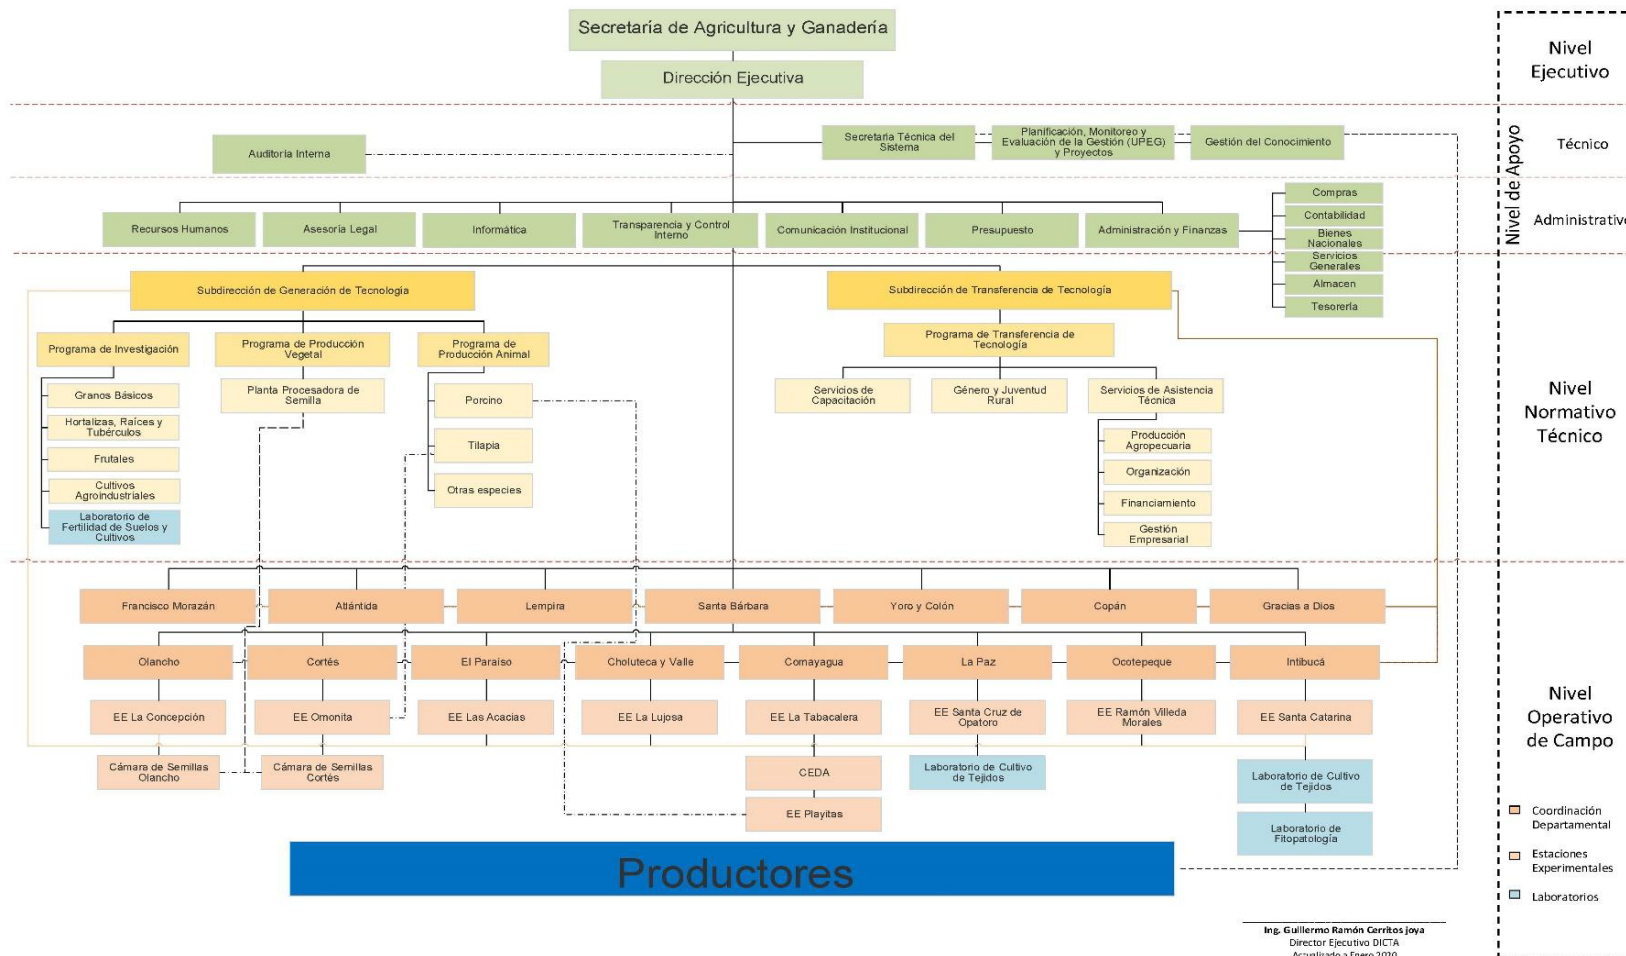 Secretaría de Agricultura y Ganadería
Dirección Ejecutiva
Nivel
Ejecutivo
Auditoría Interna
Secretaria Técnica del
Sistema
Planificación, Monitoreo y
Evaluación de la Gestión (UPEG)
y Proyectos
Gestión del Conocimiento
Nivel de Apoyo
Técnico
Administrativo
Recursos Humanos
Asesoría Legal
Informática
Transparencia y Control
Interno
Comunicación Institucional
Presupuesto
Administración y Finanzas
Compras
Contabilidad
Bienes
Nacionales
Servicios
Generales
Almacen
Tesorería
Subdirección de Generación de Tecnología
Subdirección de Transferencia de Tecnología
Programa de Investigación
Programa de Producción
Vegetal
Programa de
Producción Animal
Programa de Transferencia de
Tecnología
Granos Básicos
Hortalizas, Raíces y
Tubérculos
Frutales
Cultivos
Agroindustriales
Laboratorio de
Fertilidad de Suelos y
Cultivos
Planta Procesadora de
Semilla
Porcino
Tilapia
Otras especies
Servicios de
Capacitación
Género y Juventud
Rural
Servicios de Asistencia
Técnica
Producción
Agropecuaria
Organización
Financiamiento
Gestión
Empresarial
Nivel
Normativo
Técnico
Francisco Morazán
Atlántida
Lempira
Santa Bárbara
Yoro y Colón
Copán
Gracias a Dios
Olancho
Cortés
El Paraíso
Choluteca y Valle
Comayagua
La Paz
Ocotepeque
Intibucá
EE La Concepción
EE Omonita
EE Las Acacias
EE La Lujosa
EE La Tabacalera
EE Santa Cruz de
Opatoro
EE Ramón Villeda
Morales
EE Santa Catarina
Cámara de Semillas
Olancho
Cámara de Semillas
Cortés
CEDA
EE Playitas
Laboratorio de Cultivo
de Tejidos
Laboratorio de Cultivo
de Tejidos
Laboratorio de
Fitopatología
Nivel
Operativo
de Campo
Coordinación
Departamental
Estaciones
Experimentales
Laboratorios
Productores
Ing. Guillermo Ramón Cerritos joya
Director Ejecutivo DICTA
Actualizado a Enero 2020